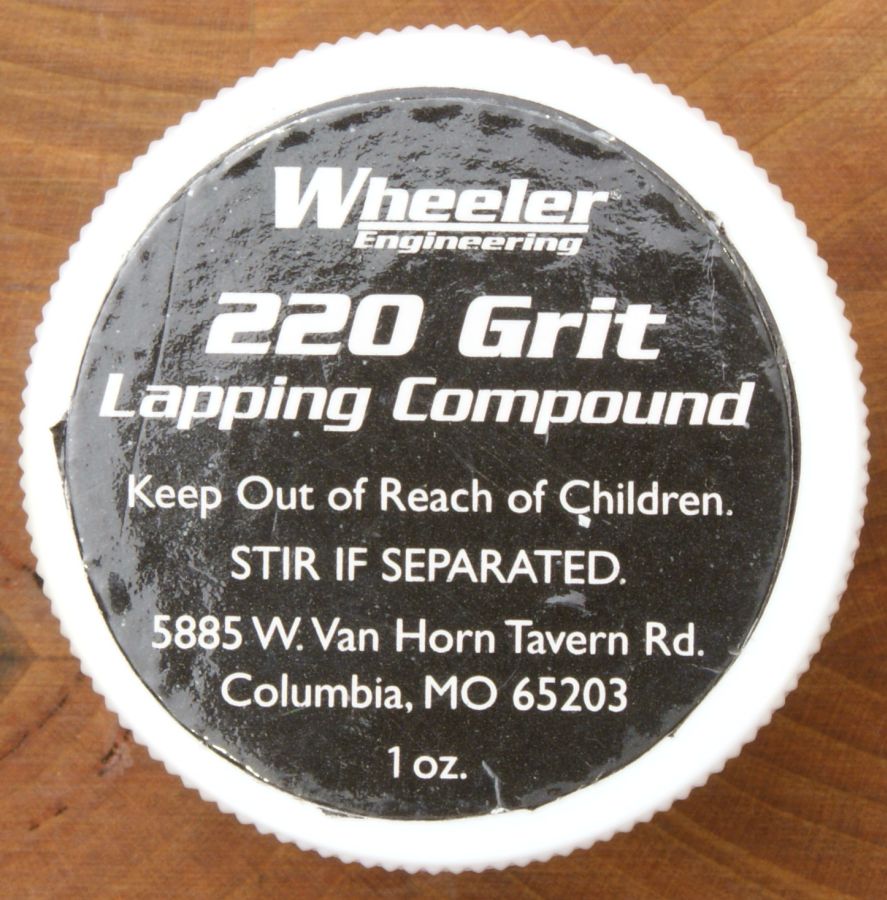 Wheeler
Engineering
220 Grit
Lapping Compound
Keep Out of Reach of Children.
STIR IF SEPARATED.
5885 W. Van Horn Tavern Rd.
Columbia, MO 65203
1 oz.